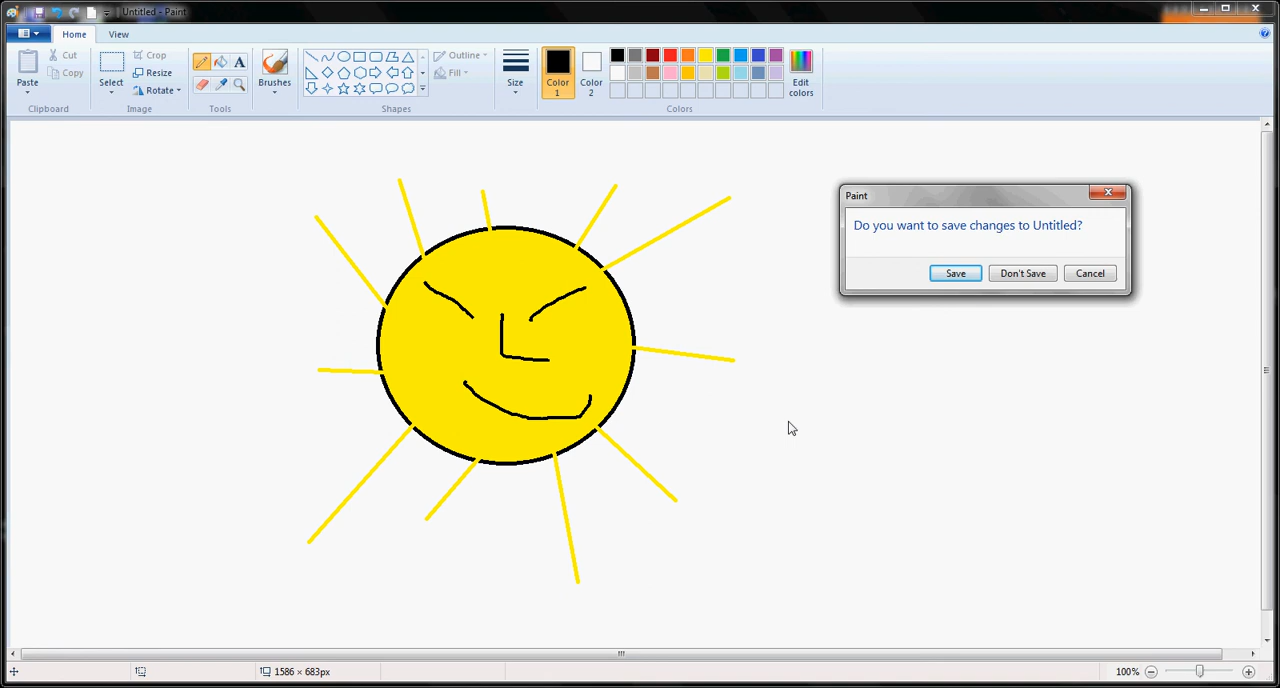 Untitled - Paint
Home View
Cut
Copy
Paste
Clipboard
Crop
Resize
Rotate
Select
Image
A
Tools
Brushes
Outline
Fill
Shapes
Size
Color 1
Color 2
Edit colors
Colors
Paint
Do you want to save changes to Untitled?
Save Don't Save Cancel
1586 × 683px
100%